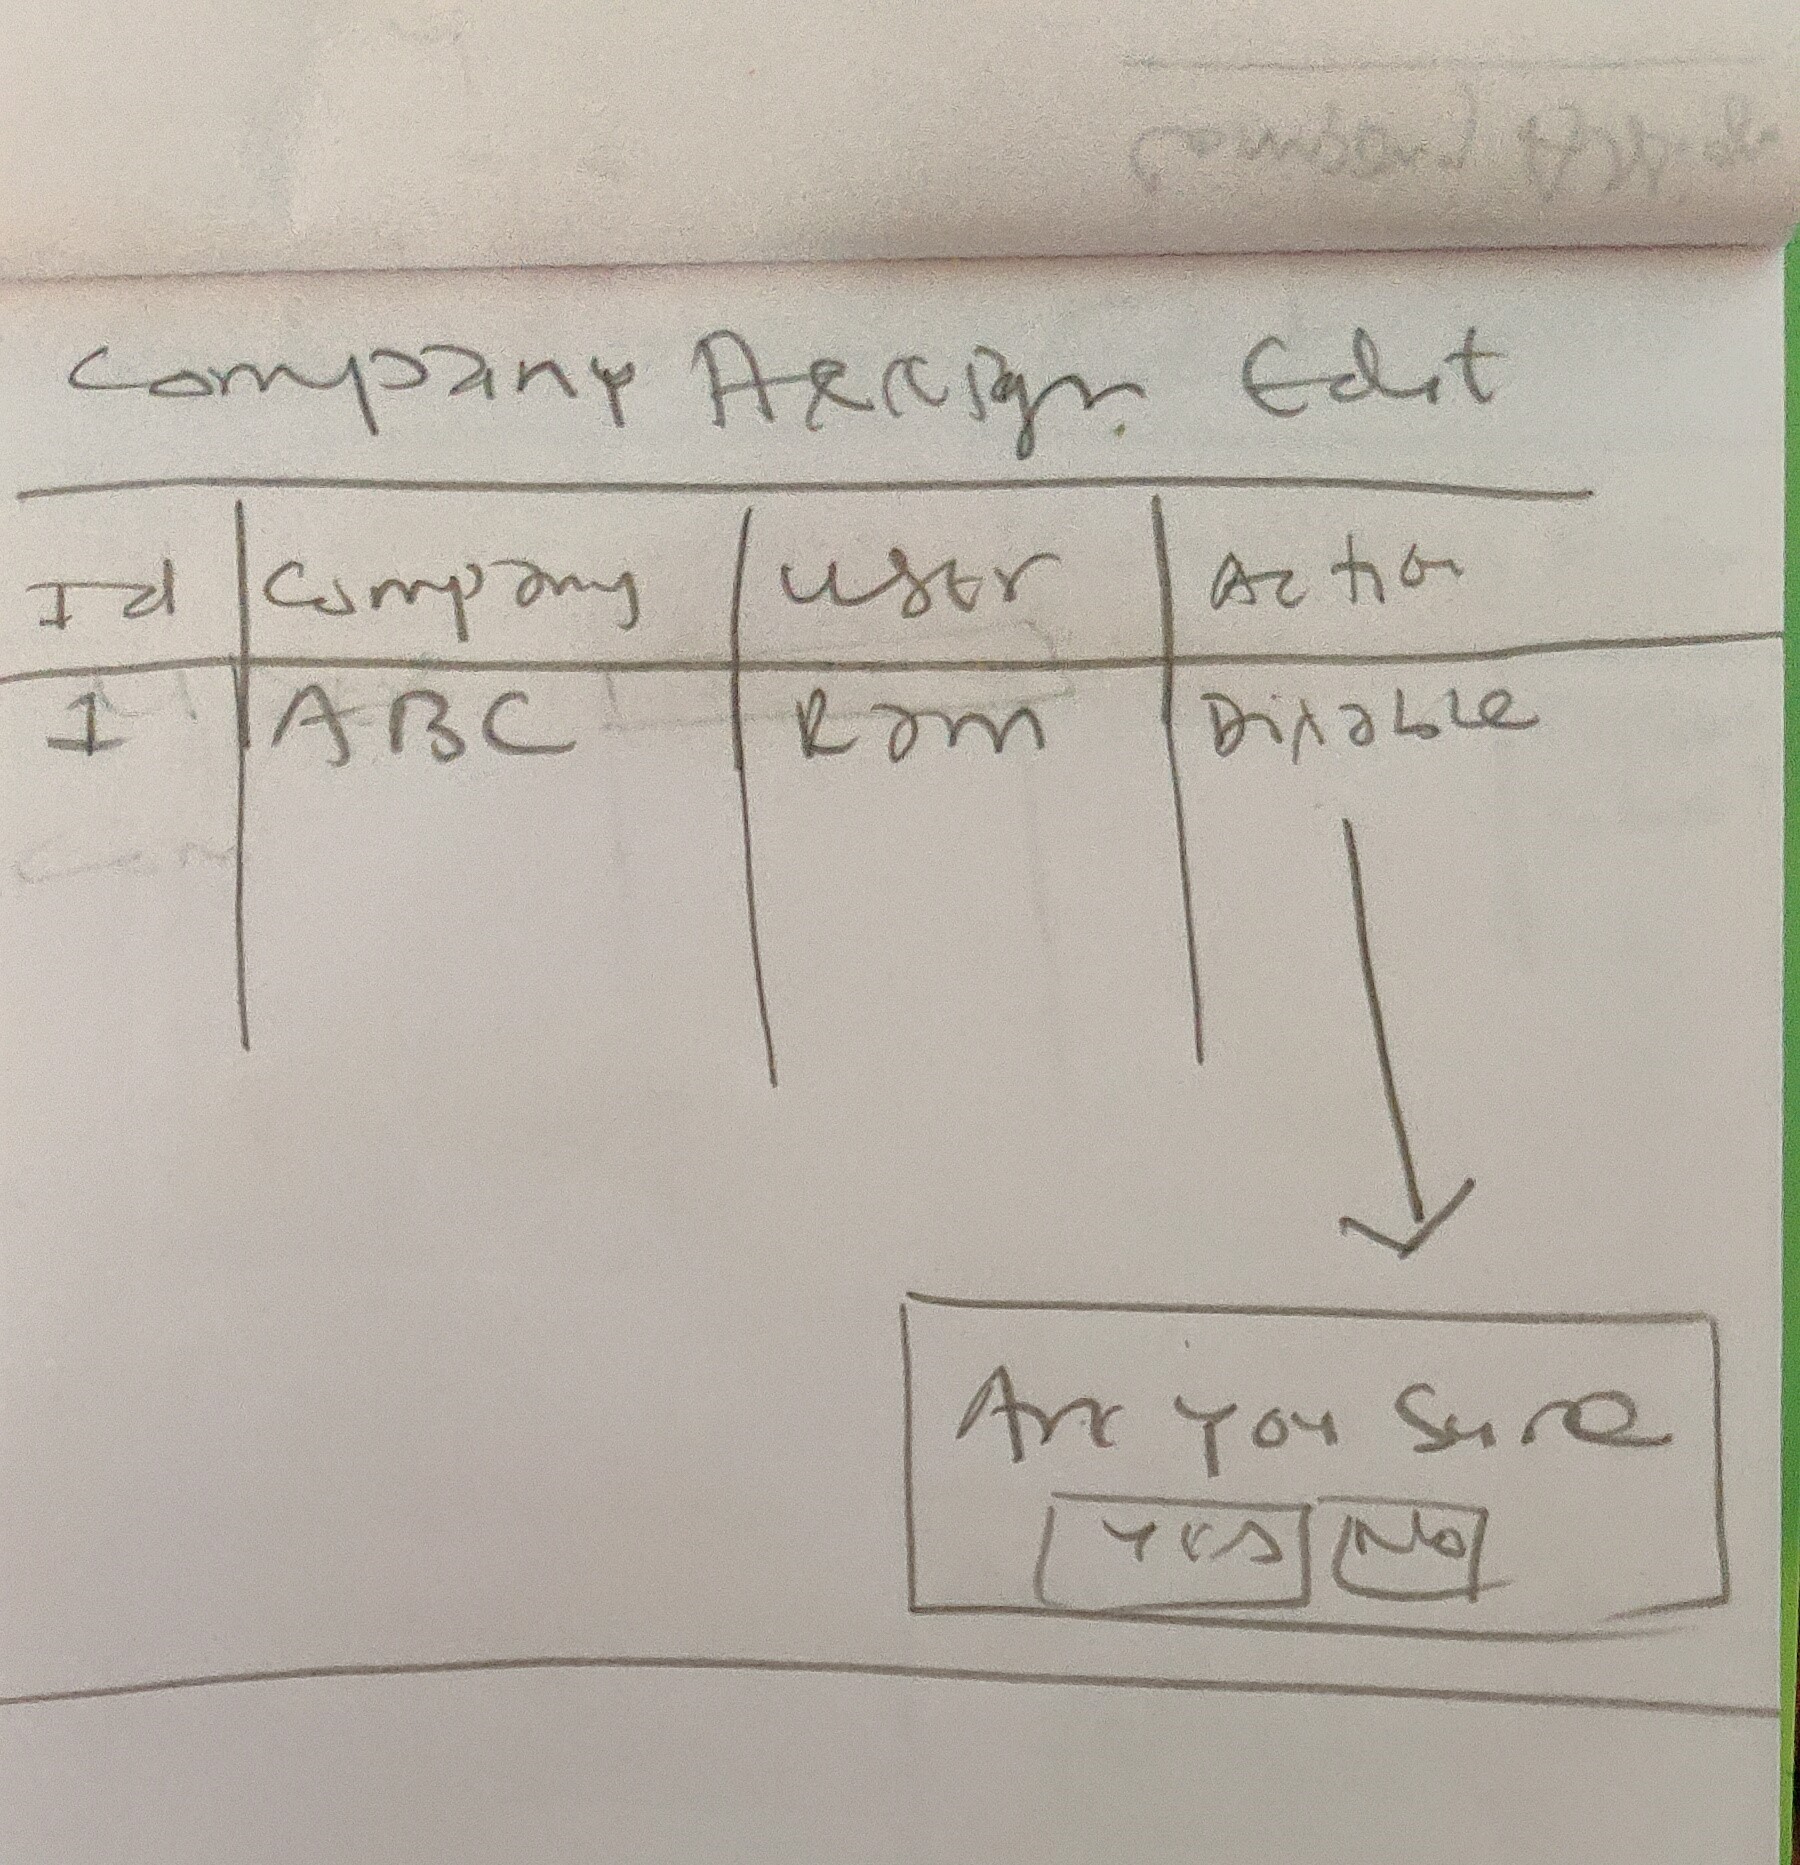 Company Assign Edit
Id Company User Action
1 ABC Ram Disable
Are you sure
Yes No